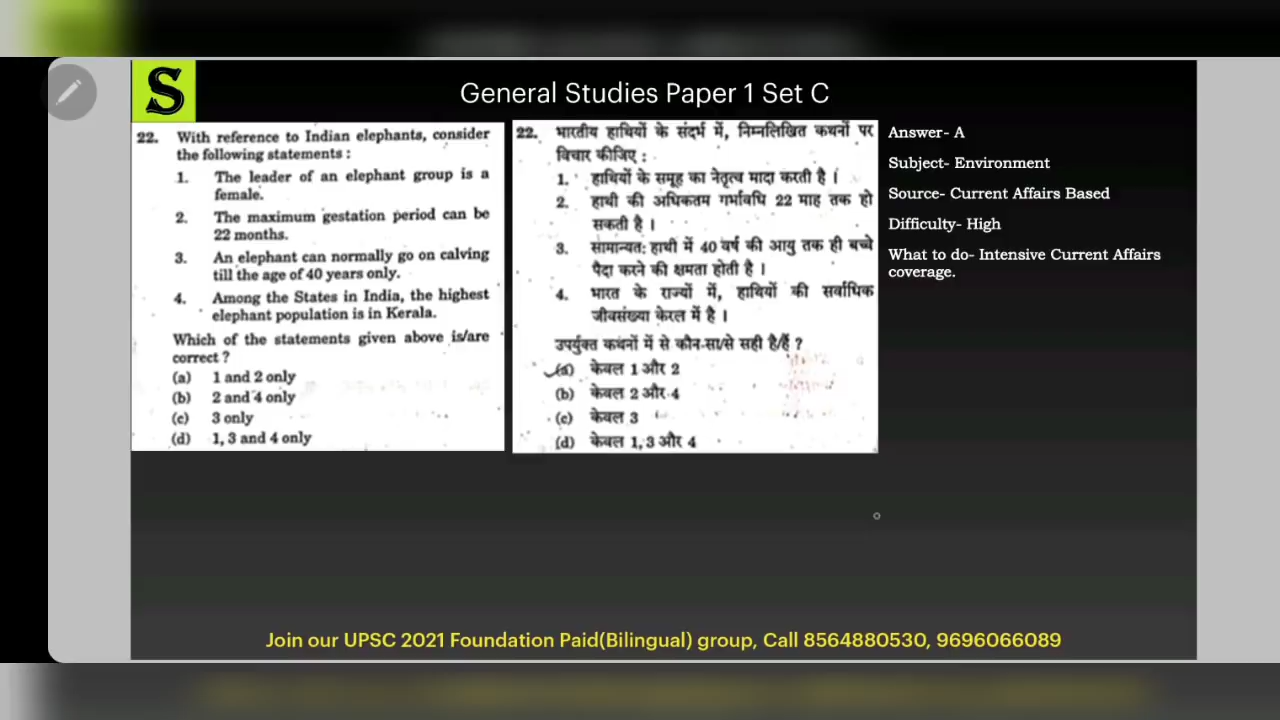 S
General Studies Paper 1 Set C
22. With reference to Indian elephants, consider
the following statements :
1. The leader of an elephant group is a
female.
2. The maximum gestation period can be
22 months.
3. An elephant can normally go on calving
till the age of 40 years only.
4. Among the States in India, the highest
elephant population is in Kerala.
Which of the statements given above is/are
correct ?
(a) 1 and 2 only
(b) 2 and 4 only
(c) 3 only
(d) 1, 3 and 4 only
22. भारतीय हाथियों के संदर्भ में, निम्नलिखित कथनों पर
विचार कीजिए :
1. हाथियों के समूह का नेतृत्व मादा करती है ।
2. हाथी की अधिकतम गर्भावधि 22 माह तक हो
सकती है ।
3. सामान्यत: हाथी में 40 वर्ष की आयु तक ही बच्चे
पैदा करने की क्षमता होती है ।
4. भारत के राज्यों में, हाथियों की सर्वाधिक
जीवसंख्या केरल में है ।
उपर्युक्त कथनों में से कौन-सा/से सही है/हैं ?
(a) केवल 1 और 2
(b) केवल 2 और 4
(c) केवल 3
(d) केवल 1, 3 और 4
Answer- A
Subject- Environment
Source- Current Affairs Based
Difficulty- High
What to do- Intensive Current Affairs
coverage.
Join our UPSC 2021 Foundation Paid(Bilingual) group, Call 8564880530, 9696066089